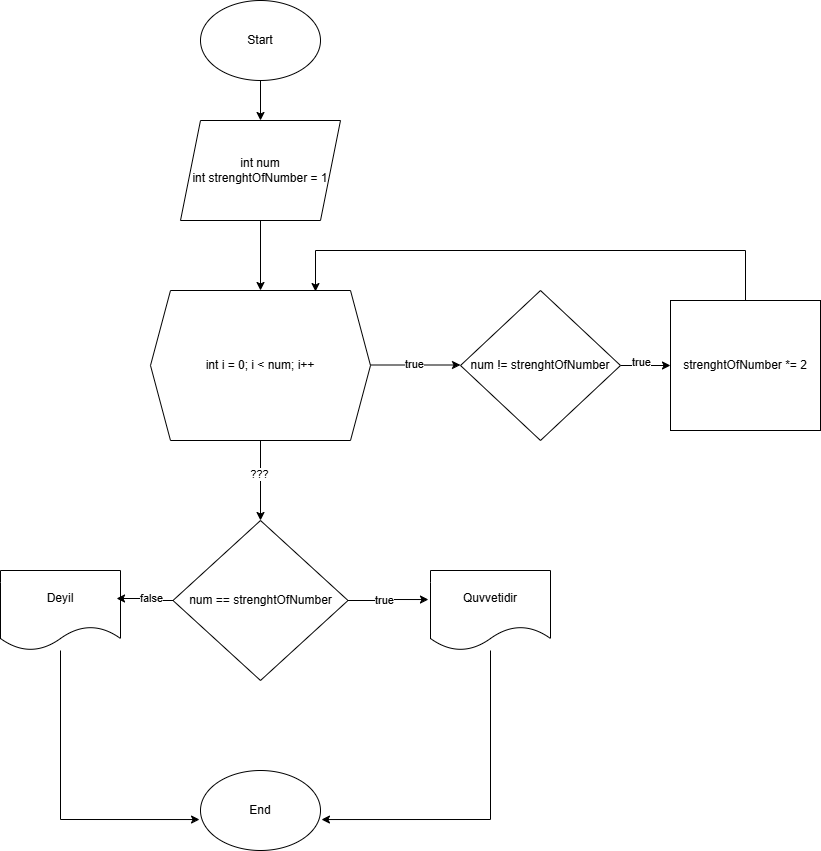 Start
int num
int strenghtOfNumber = 1
int i = 0; i < num; i++
true
num != strenghtOfNumber
true
strenghtOfNumber *= 2
???
Deyil
false
num == strenghtOfNumber
true
Quvvetidir
End